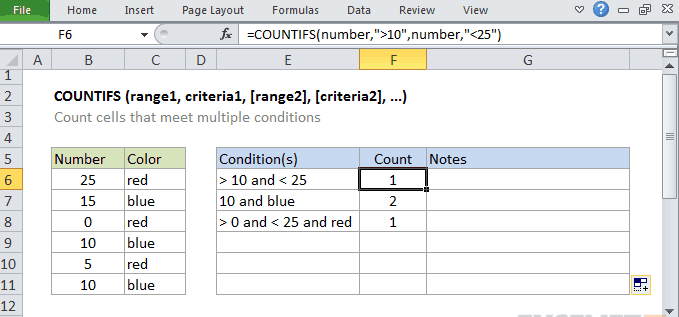 File Home Insert Page Layout Formulas Data Review View
F6 fx =COUNTIFS(number,">10",number,"<25")
A B C D E F G
1
2 COUNTIFS (range1, criteria1, [range2], [criteria2], ...)
3 Count cells that meet multiple conditions
4
5 Number Color Condition(s) Count Notes
6 25 red > 10 and < 25 1
7 15 blue 10 and blue 2
8 0 red > 0 and < 25 and red 1
9 10 blue
10 5 red
11 10 blue
12